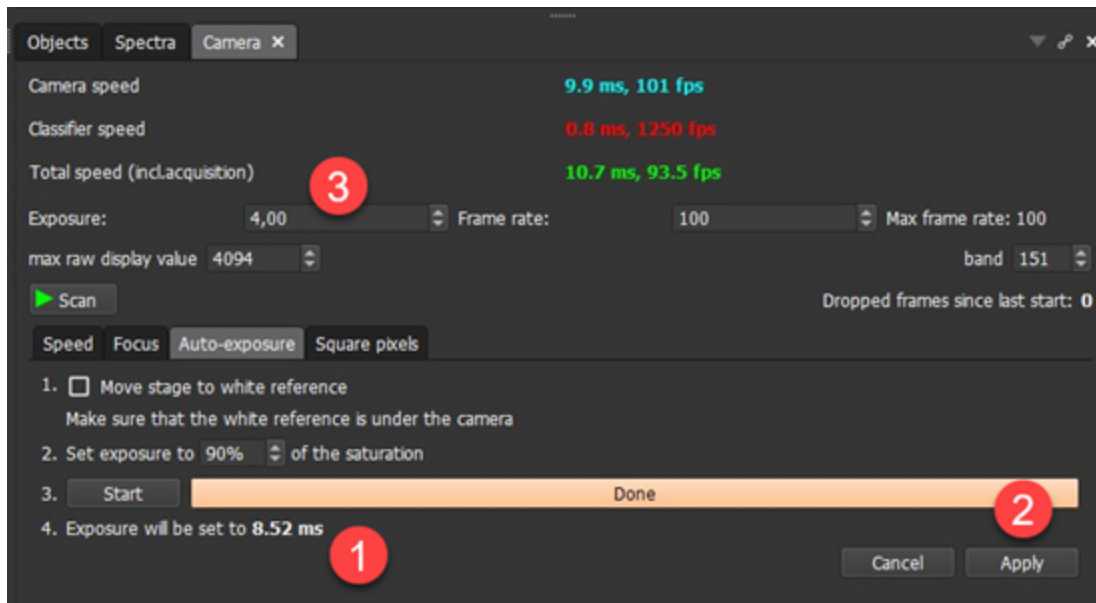 Objects Spectra Camera ×
Camera speed 9.9 ms, 101 fps
Classifier speed 0.8 ms, 1250 fps
Total speed (incl.acquisition) 10.7 ms, 93.5 fps
3
Exposure: 4,00 Frame rate: 100 Max frame rate: 100
max raw display value 4094 band 151
Scan Dropped frames since last start: 0
Speed Focus Auto-exposure Square pixels
1. Move stage to white reference
Make sure that the white reference is under the camera
2. Set exposure to 90% of the saturation
3. Start Done
2
4. Exposure will be set to 8.52 ms
1
Cancel Apply